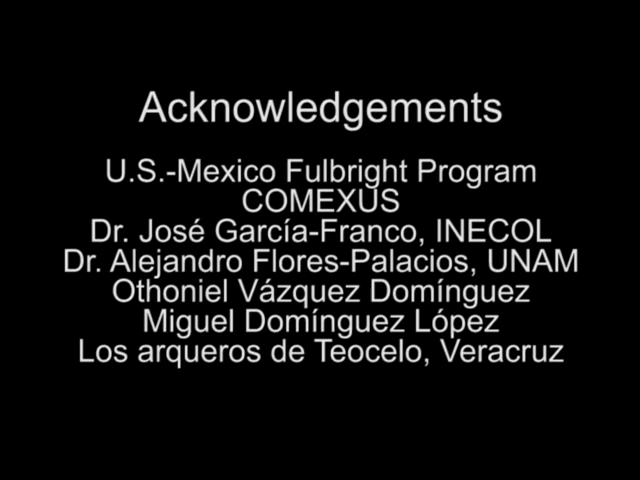 Acknowledgements
U.S.-Mexico Fulbright Program
COMEXUS
Dr. José García-Franco, INECOL
Dr. Alejandro Flores-Palacios, UNAM
Othoniel Vázquez Domínguez
Miguel Domínguez López
Los arqueros de Teocelo, Veracruz